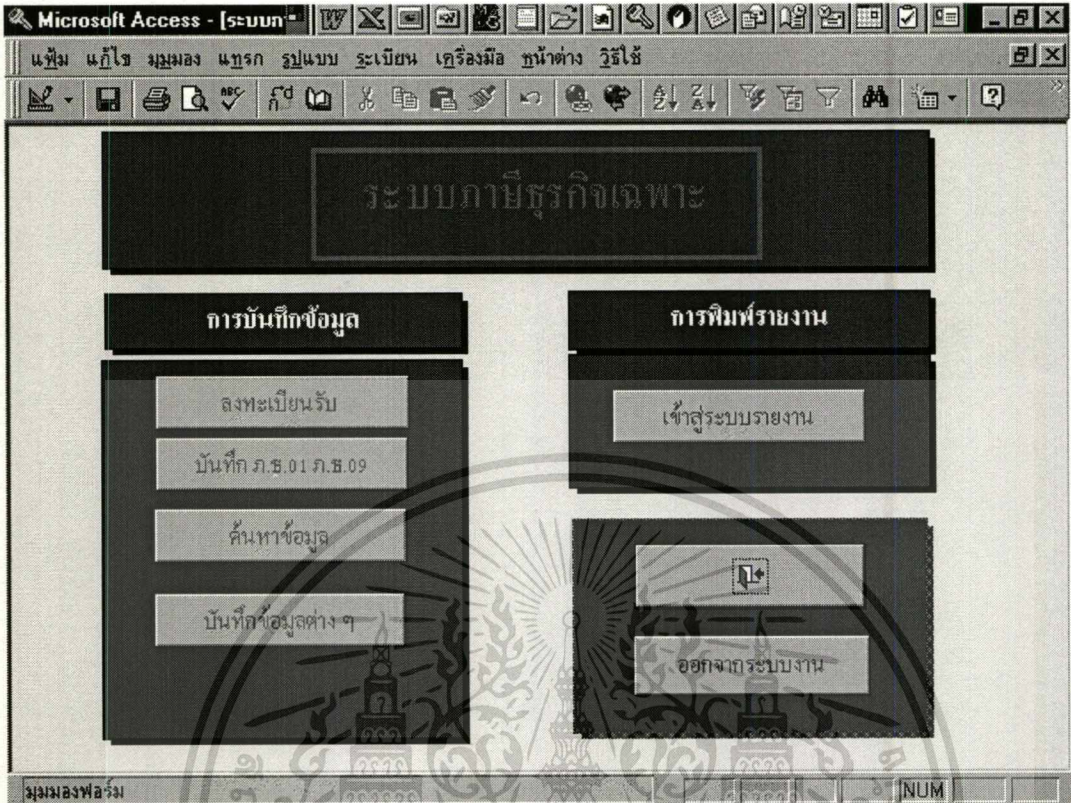 Microsoft Access - [ระบบก
แฟ้ม แก้ไข มุมมอง แทรก รูปแบบ ระเบียน เครื่องมือ หน้าต่าง วิธีใช้
ระบบภาษีธุรกิจเฉพาะ
การบันทึกข้อมูล
การพิมพ์รายงาน
ลงทะเบียนรับ
เข้าสู่ระบบรายงาน
บันทึก ภ.ธ.01 ภ.ธ.09
ค้นหาข้อมูล
บันทึกข้อมูลต่าง ๆ
ออกจากระบบงาน
มุมมองฟอร์ม
NUM